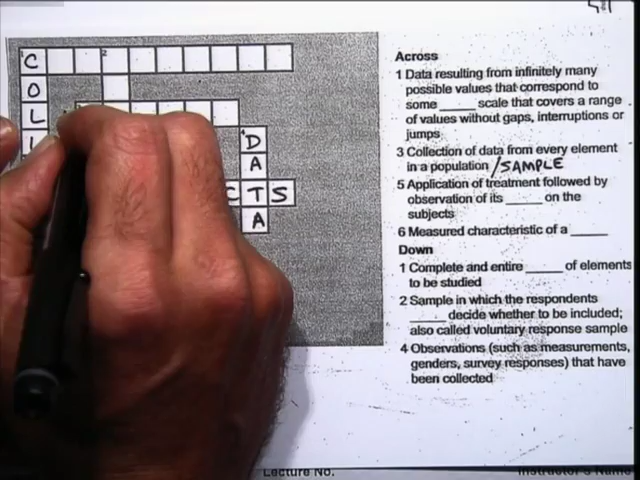 C
2
O
L
L
4
D
A
C T S
A
Across
1 Data resulting from infinitely many
possible values that correspond to
some _____ scale that covers a range
of values without gaps, interruptions or
jumps
3 Collection of data from every element
in a population /SAMPLE
5 Application of treatment followed by
observation of its _____ on the
subjects
6 Measured characteristic of a _____
Down
1 Complete and entire _____ of elements
to be studied
2 Sample in which the respondents
_____ decide whether to be included;
also called voluntary response sample
4 Observations (such as measurements,
genders, survey responses) that have
been collected
Lecture No.
Instructor's Name